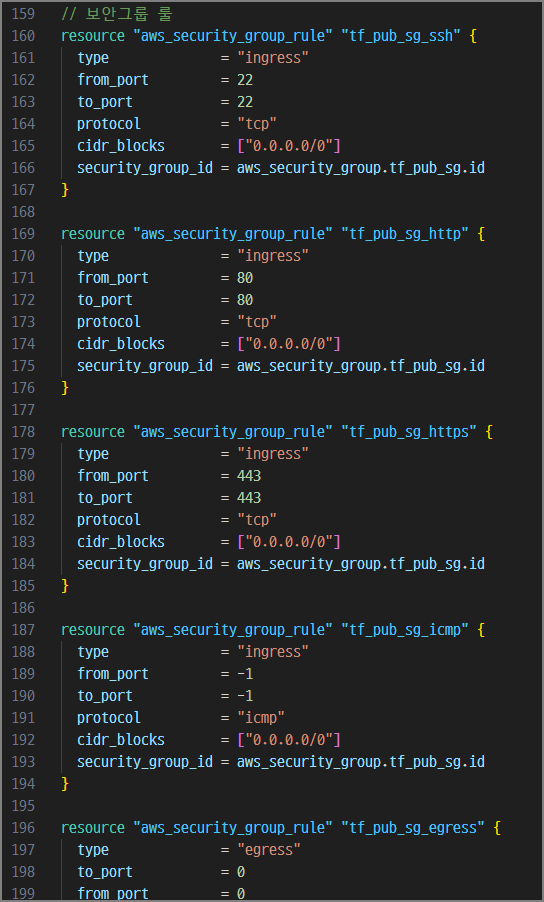 159 // 보안그룹 룰
160 resource "aws_security_group_rule" "tf_pub_sg_ssh" {
161 type = "ingress"
162 from_port = 22
163 to_port = 22
164 protocol = "tcp"
165 cidr_blocks = ["0.0.0.0/0"]
166 security_group_id = aws_security_group.tf_pub_sg.id
167 }
168
169 resource "aws_security_group_rule" "tf_pub_sg_http" {
170 type = "ingress"
171 from_port = 80
172 to_port = 80
173 protocol = "tcp"
174 cidr_blocks = ["0.0.0.0/0"]
175 security_group_id = aws_security_group.tf_pub_sg.id
176 }
177
178 resource "aws_security_group_rule" "tf_pub_sg_https" {
179 type = "ingress"
180 from_port = 443
181 to_port = 443
182 protocol = "tcp"
183 cidr_blocks = ["0.0.0.0/0"]
184 security_group_id = aws_security_group.tf_pub_sg.id
185 }
186
187 resource "aws_security_group_rule" "tf_pub_sg_icmp" {
188 type = "ingress"
189 from_port = -1
190 to_port = -1
191 protocol = "icmp"
192 cidr_blocks = ["0.0.0.0/0"]
193 security_group_id = aws_security_group.tf_pub_sg.id
194 }
195
196 resource "aws_security_group_rule" "tf_pub_sg_egress" {
197 type = "egress"
198 to_port = 0
199 from_port = 0